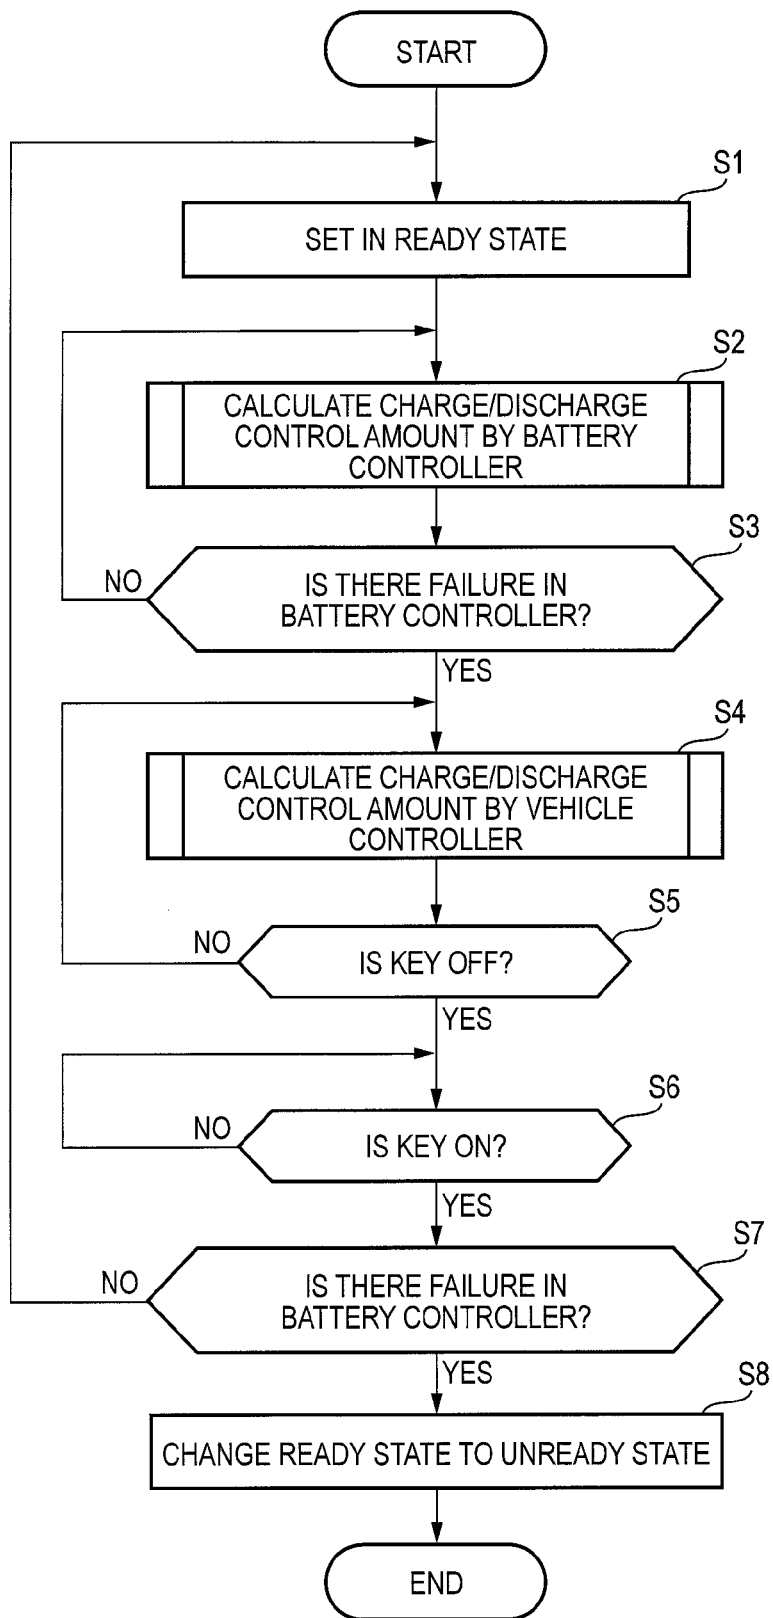 START
S1
SET IN READY STATE
S2
CALCULATE CHARGE/DISCHARGE
CONTROL AMOUNT BY BATTERY
CONTROLLER
S3
NO
IS THERE FAILURE IN
BATTERY CONTROLLER?
YES
S4
CALCULATE CHARGE/DISCHARGE
CONTROL AMOUNT BY VEHICLE
CONTROLLER
S5
NO
IS KEY OFF?
YES
S6
NO
IS KEY ON?
YES
S7
NO
IS THERE FAILURE IN
BATTERY CONTROLLER?
YES
S8
CHANGE READY STATE TO UNREADY STATE
END